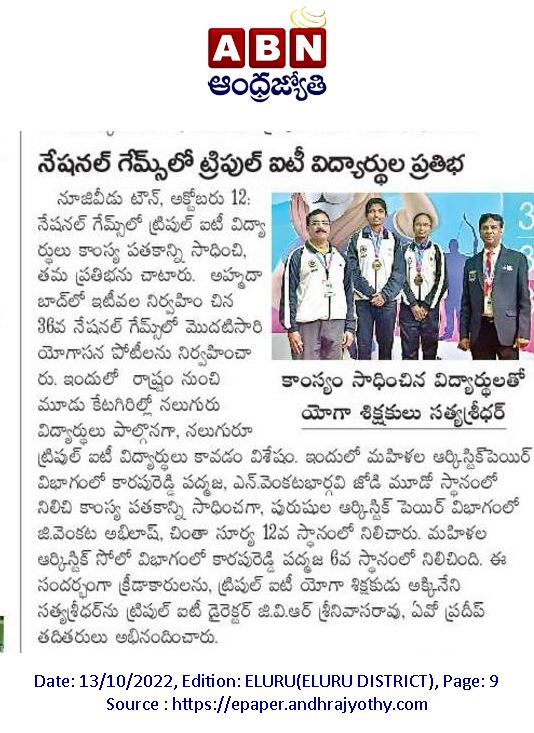 ABN
ఆంధ్రజ్యోతి
నేషనల్ గేమ్స్‌లో ట్రిపుల్ ఐటీ విద్యార్థుల ప్రతిభ
నూజివీడు టౌన్, అక్టోబరు 12:
నేషనల్ గేమ్స్‌లో ట్రిపుల్ ఐటీ విద్యా
ర్థులు కాంస్య పతకాన్ని సాధించి,
తమ ప్రతిభను చాటారు. అహ్మదా
బాద్‌లో ఇటీవల నిర్వహిం చిన
36వ నేషనల్ గేమ్స్‌లో మొదటిసారి
యోగాసన పోటీలను నిర్వహించా
రు. ఇందులో రాష్ట్రం నుంచి
మూడు కేటగిరిల్లో నలుగురు
విద్యార్థులు పాల్గొనగా, నలుగురూ
ట్రిపుల్ ఐటీ విద్యార్థులు కావడం విశేషం. ఇందులో మహిళల ఆర్కిస్టిక్‌పెయిర్
విభాగంలో కారపురెడ్డి పద్మజ, ఎన్.వెంకటభార్గవి జోడి మూడో స్థానంలో
నిలిచి కాంస్య పతకాన్ని సాధించగా, పురుషుల ఆర్కిస్టిక్ పెయిర్ విభాగంలో
జి.వెంకట అభిలాష్, చింతా సూర్య 12వ స్థానంలో నిలిచారు. మహిళల
ఆర్కిస్టిక్ సోలో విభాగంలో కారపురెడ్డి పద్మజ 6వ స్థానంలో నిలిచింది. ఈ
సందర్భంగా క్రీడాకారులను, ట్రిపుల్ ఐటీ యోగా శిక్షకుడు అక్కినేని
సత్యశ్రీధర్‌ను ట్రిపుల్ ఐటీ డైరెక్టర్ జి.వి.ఆర్ శ్రీనివాసరావు, ఏవో ప్రదీప్
తదితరులు అభినందించారు.
3
కాంస్యం సాధించిన విద్యార్థులతో
యోగా శిక్షకులు సత్యశ్రీధర్
Date: 13/10/2022, Edition: ELURU(ELURU DISTRICT), Page: 9
Source : https://epaper.andhrajyothy.com